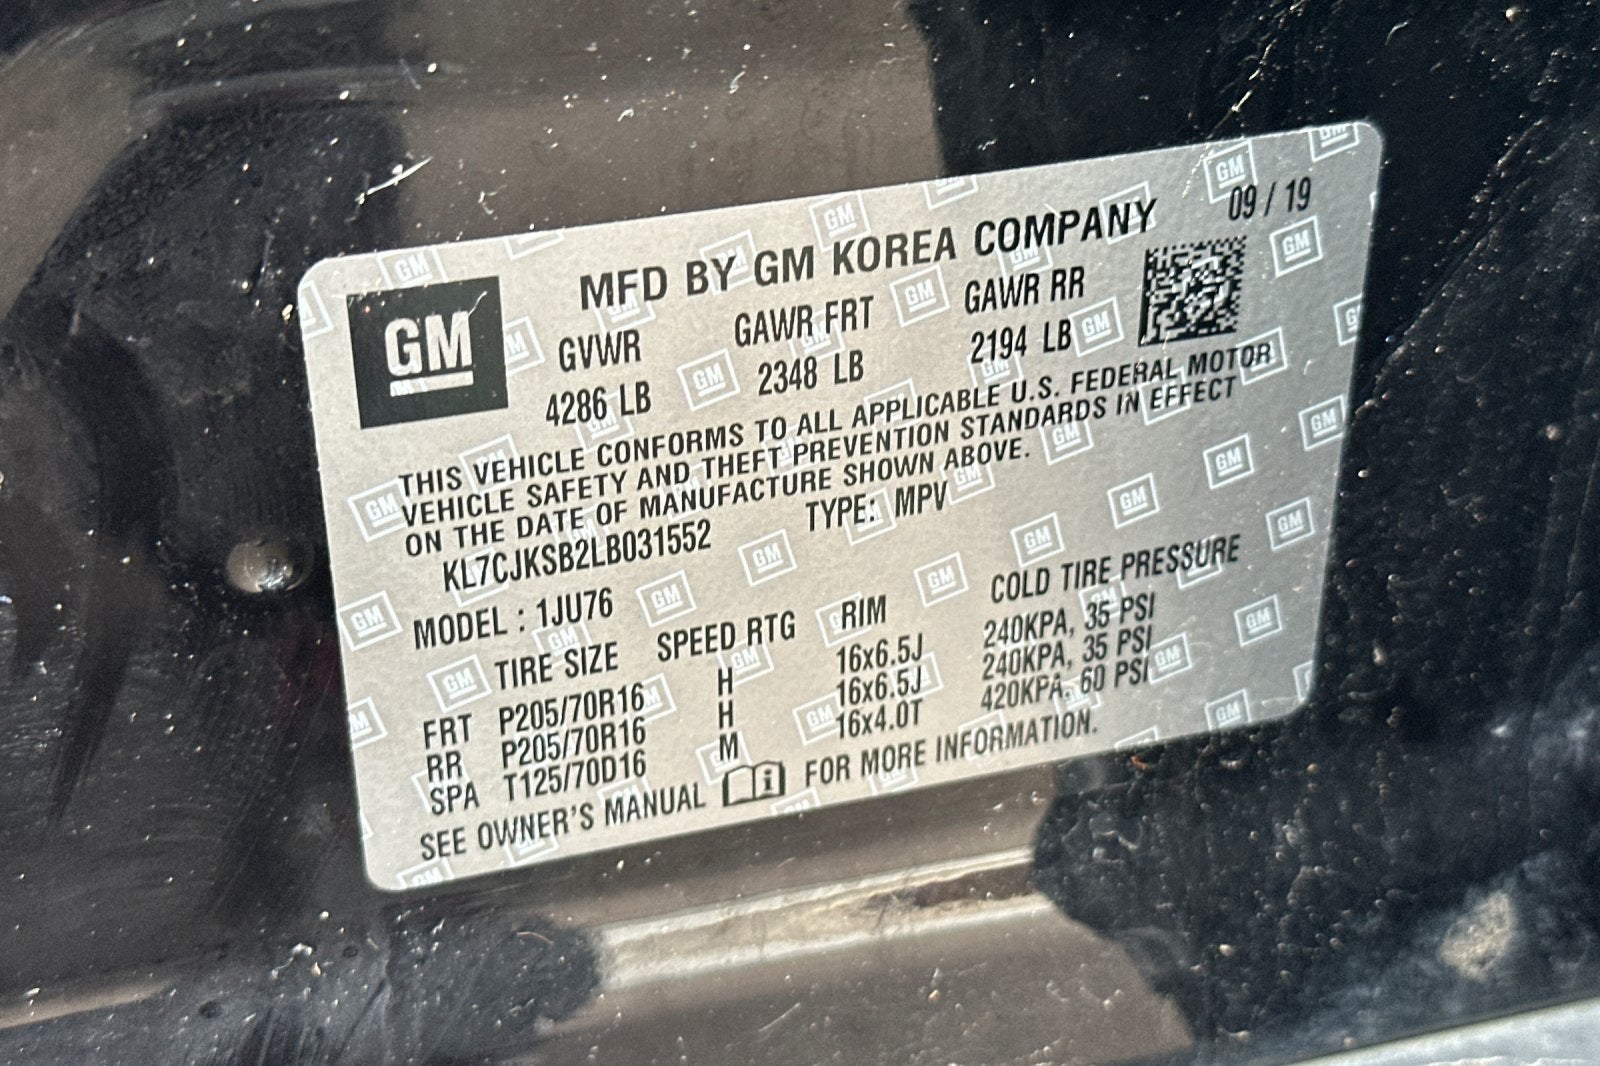 09 / 19
MFD BY GM KOREA COMPANY
GM
GVWR GAWR FRT GAWR RR
4286 LB 2348 LB 2194 LB
THIS VEHICLE CONFORMS TO ALL APPLICABLE U.S. FEDERAL MOTOR
VEHICLE SAFETY AND THEFT PREVENTION STANDARDS IN EFFECT
ON THE DATE OF MANUFACTURE SHOWN ABOVE.
KL7CJKSB2LB031552 TYPE: MPV
MODEL : 1JU76
TIRE SIZE SPEED RTG RIM COLD TIRE PRESSURE
FRT P205/70R16 H 16x6.5J 240KPA, 35 PSI
RR P205/70R16 H 16x6.5J 240KPA, 35 PSI
SPA T125/70D16 M 16x4.0T 420KPA, 60 PSI
SEE OWNER'S MANUAL FOR MORE INFORMATION.